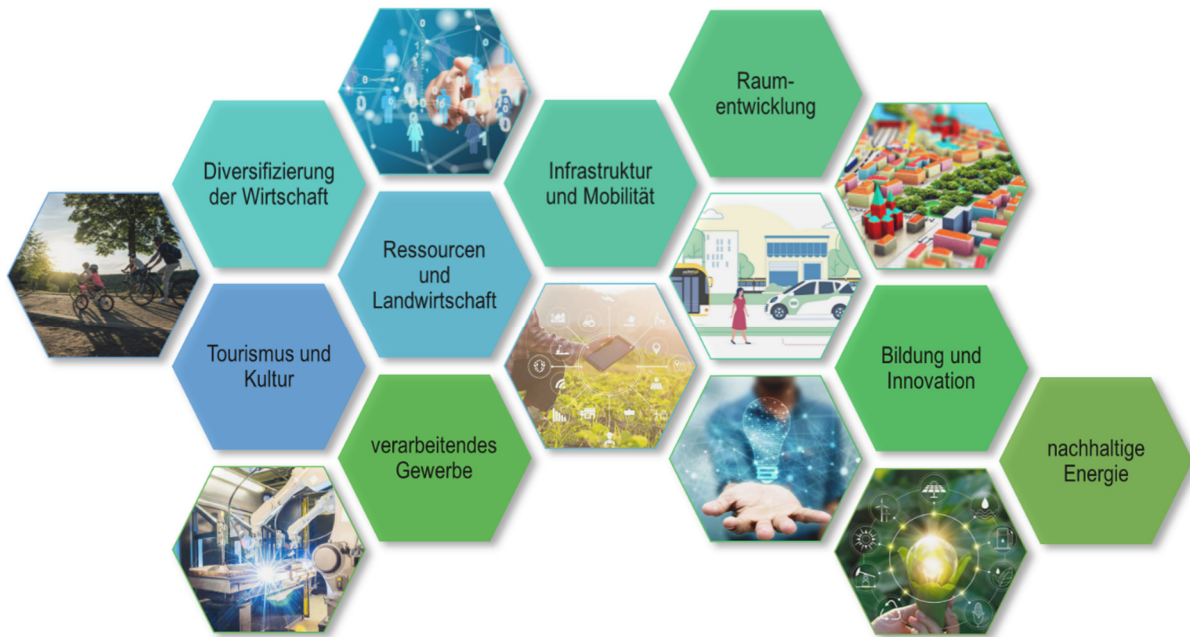 Raum-
entwicklung
Diversifizierung
der Wirtschaft
Infrastruktur
und Mobilität
Ressourcen
und
Landwirtschaft
Tourismus und
Kultur
Bildung und
Innovation
verarbeitendes
Gewerbe
nachhaltige
Energie